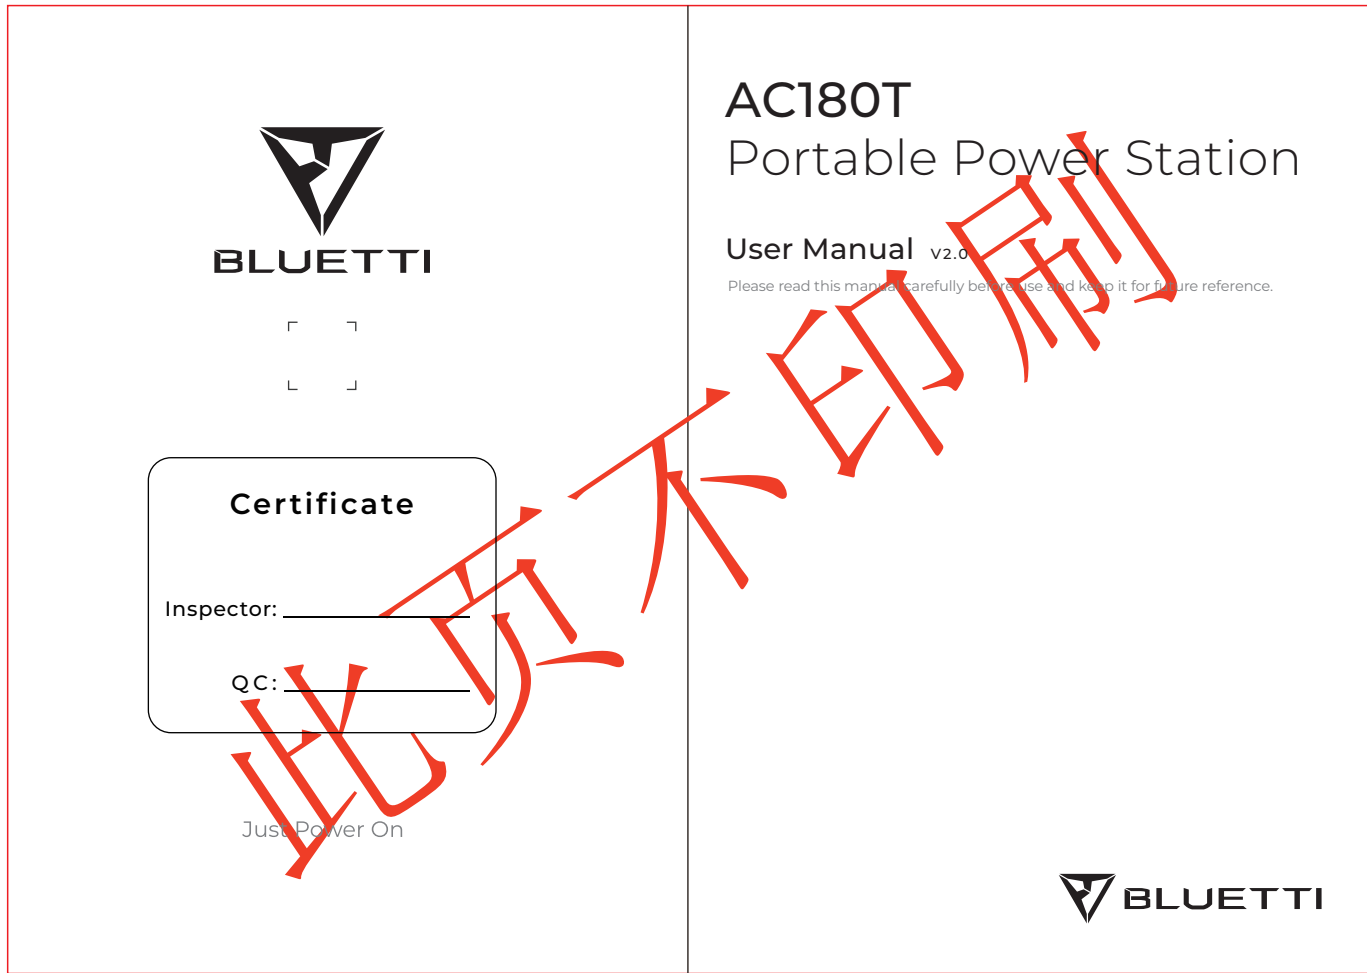 BLUETTI
Certificate
Inspector:
QC:
Just Power On
AC180T
Portable Power Station
User Manual V2.0
Please read this manual carefully before use and keep it for future reference.
BLUETTI
此页不印刷